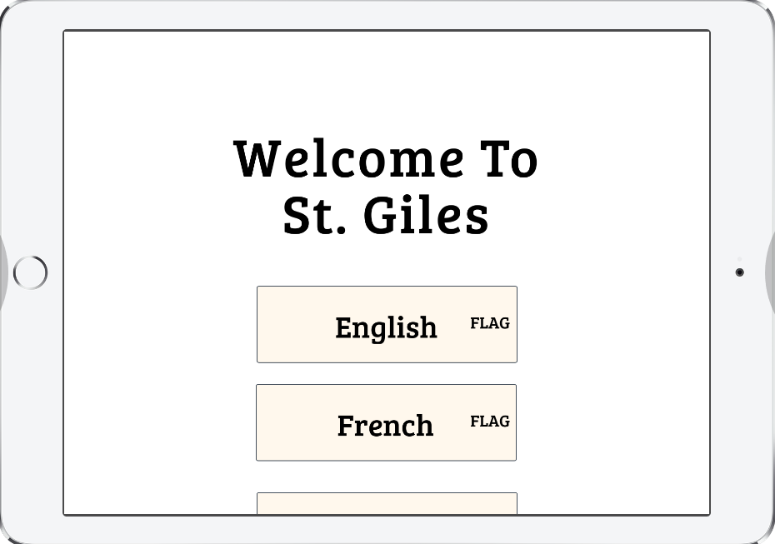 Welcome To
St. Giles
English FLAG
French FLAG